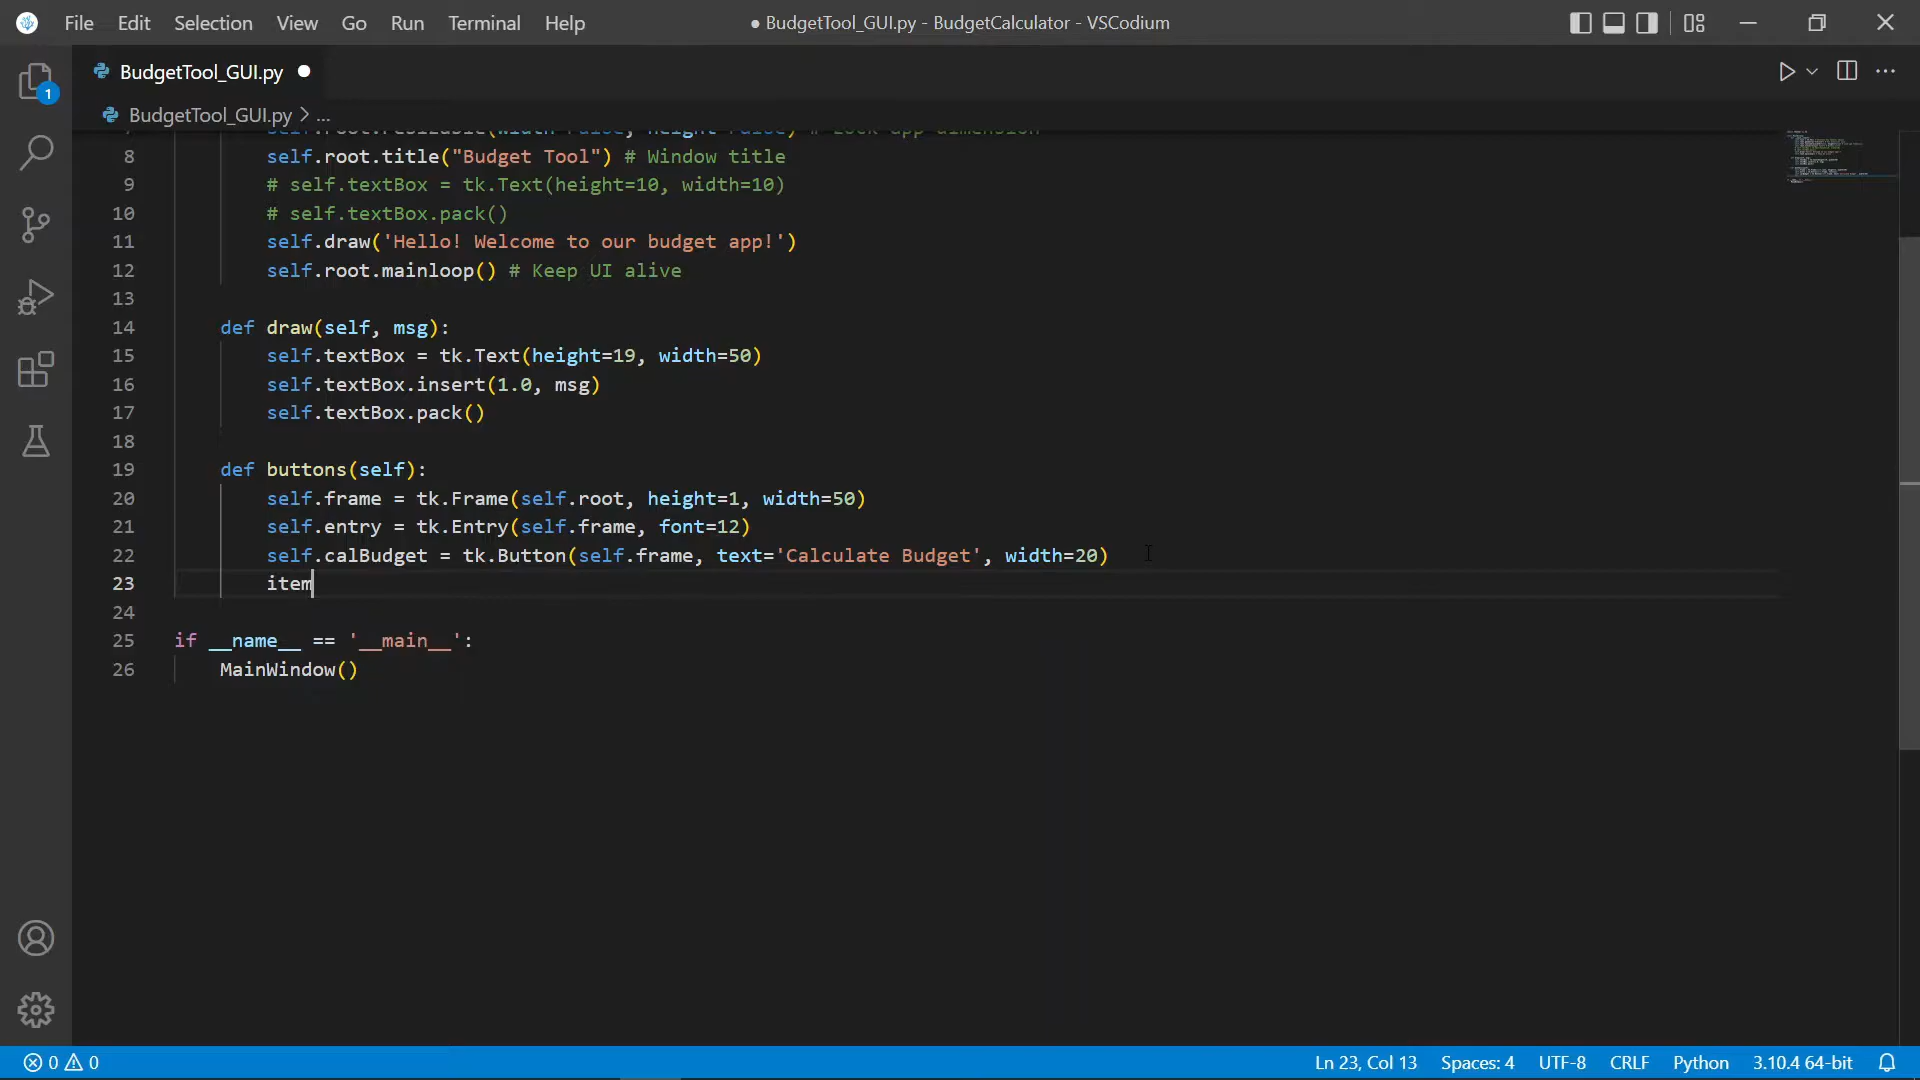 File Edit Selection View Go Run Terminal Help
● BudgetTool_GUI.py - BudgetCalculator - VSCodium
BudgetTool_GUI.py ●
1
BudgetTool_GUI.py > ...
8 self.root.title("Budget Tool") # Window title
9 # self.textBox = tk.Text(height=10, width=10)
10 # self.textBox.pack()
11 self.draw('Hello! Welcome to our budget app!')
12 self.root.mainloop() # Keep UI alive
13
14 def draw(self, msg):
15 self.textBox = tk.Text(height=19, width=50)
16 self.textBox.insert(1.0, msg)
17 self.textBox.pack()
18
19 def buttons(self):
20 self.frame = tk.Frame(self.root, height=1, width=50)
21 self.entry = tk.Entry(self.frame, font=12)
22 self.calBudget = tk.Button(self.frame, text='Calculate Budget', width=20)
23 item
24
25 if __name__ == '__main__':
26 MainWindow()
0 0
Ln 23, Col 13 Spaces: 4 UTF-8 CRLF Python 3.10.4 64-bit